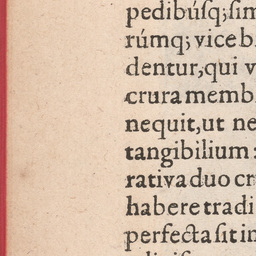 pedibúsq;sim
rúmq; vice b
dentur,qui v
crura memb
nequit,ut ne
tangibilium:
rativa duo cr
habere tradi
perfecta sit in